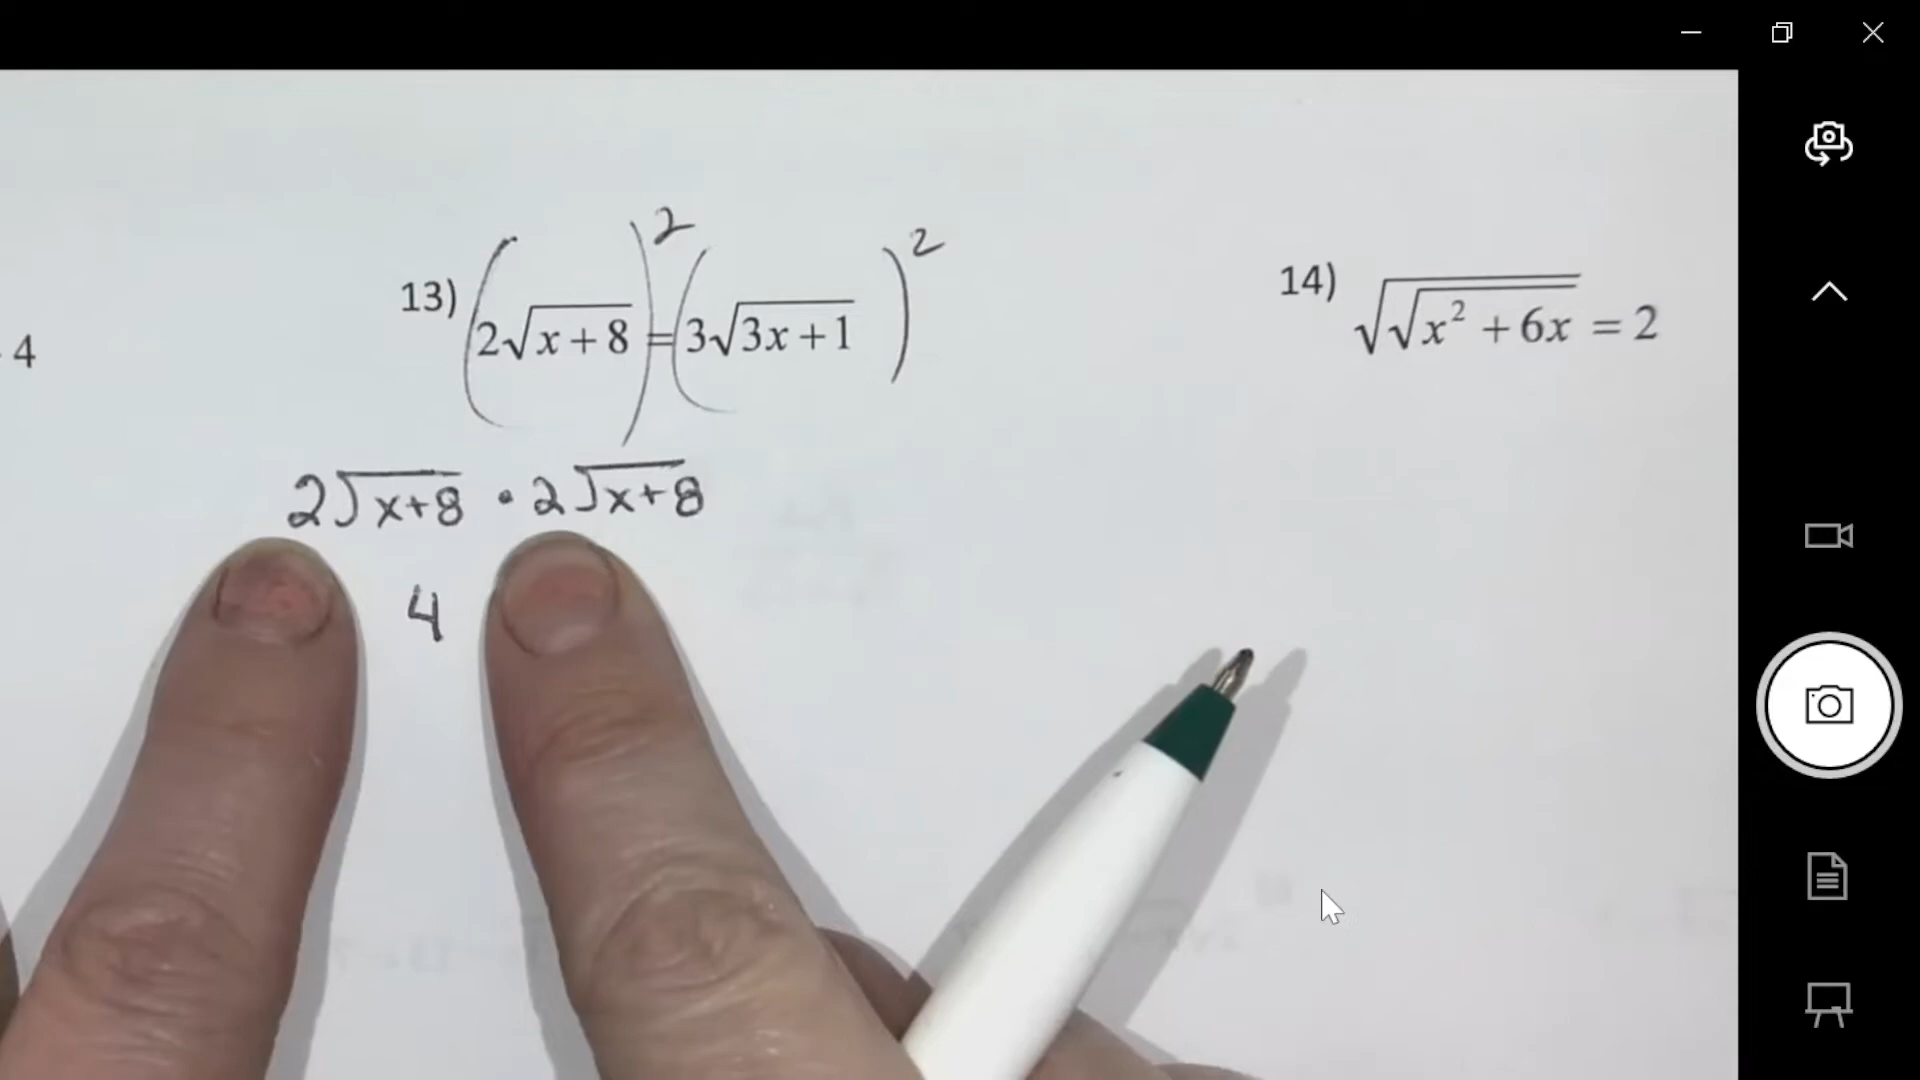 13) (2√x+8)² = (3√3x+1)²
14) √√x² + 6x = 2
4
2√x+8 • 2√x+8
4